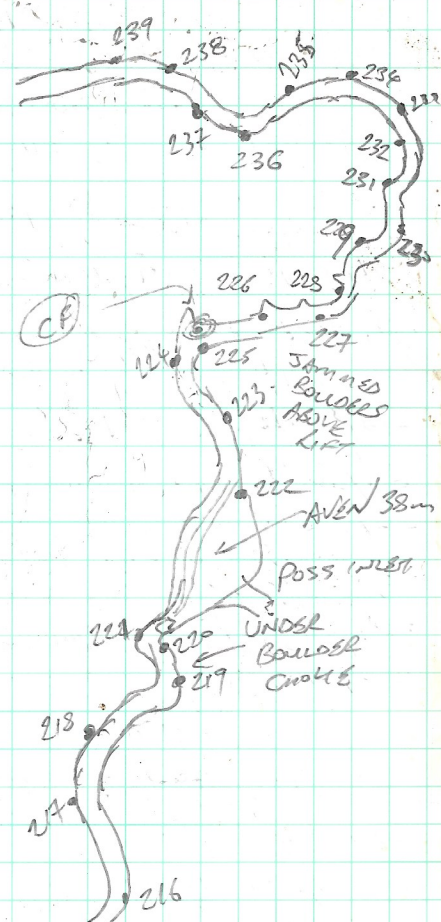 239
238
235
234
233
237
236
232
231
229
230
226
228
CF
227
224
225
JAMMED
BOULDERS
ABOVE
LIFT
223
222
AVEN 38m
POSS INLET
221
220
UNDER
BOULDER
CHOKE
219
218
217
216